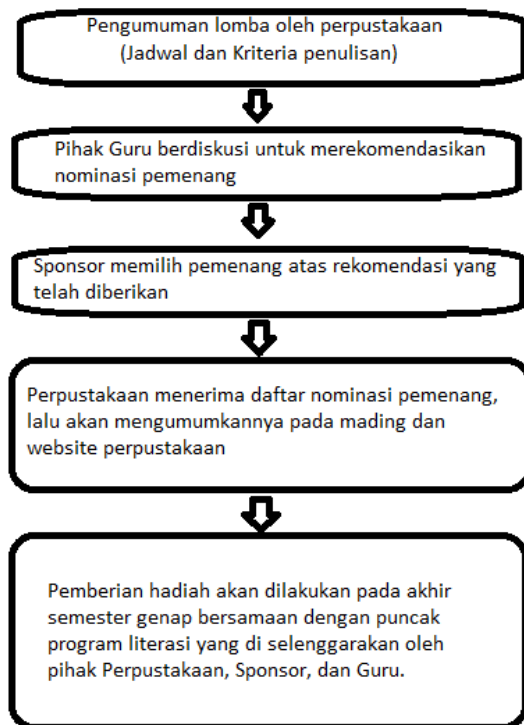 Pengumuman lomba oleh perpustakaan
(Jadwal dan Kriteria penulisan)
Pihak Guru berdiskusi untuk merekomendasikan
nominasi pemenang
Sponsor memilih pemenang atas rekomendasi yang
telah diberikan
Perpustakaan menerima daftar nominasi pemenang,
lalu akan mengumumkannya pada mading dan
website perpustakaan
Pemberian hadiah akan dilakukan pada akhir
semester genap bersamaan dengan puncak
program literasi yang di selenggarakan oleh
pihak Perpustakaan, Sponsor, dan Guru.